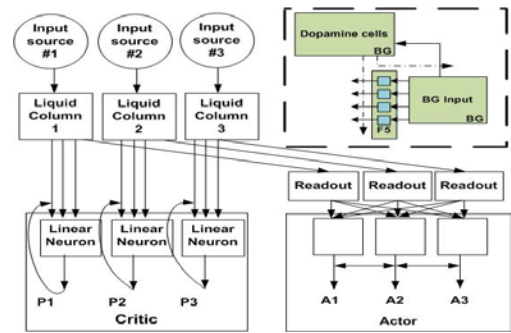 Input
source
#1
Input
source
#2
Input
source
#3
Dopamine cells
BG
BG Input
BG
F5
Liquid
Column
1
Liquid
Column
2
Liquid
Column
3
Readout
Readout
Readout
Linear
Neuron
Linear
Neuron
Linear
Neuron
P1
P2
P3
Critic
A1
A2
A3
Actor